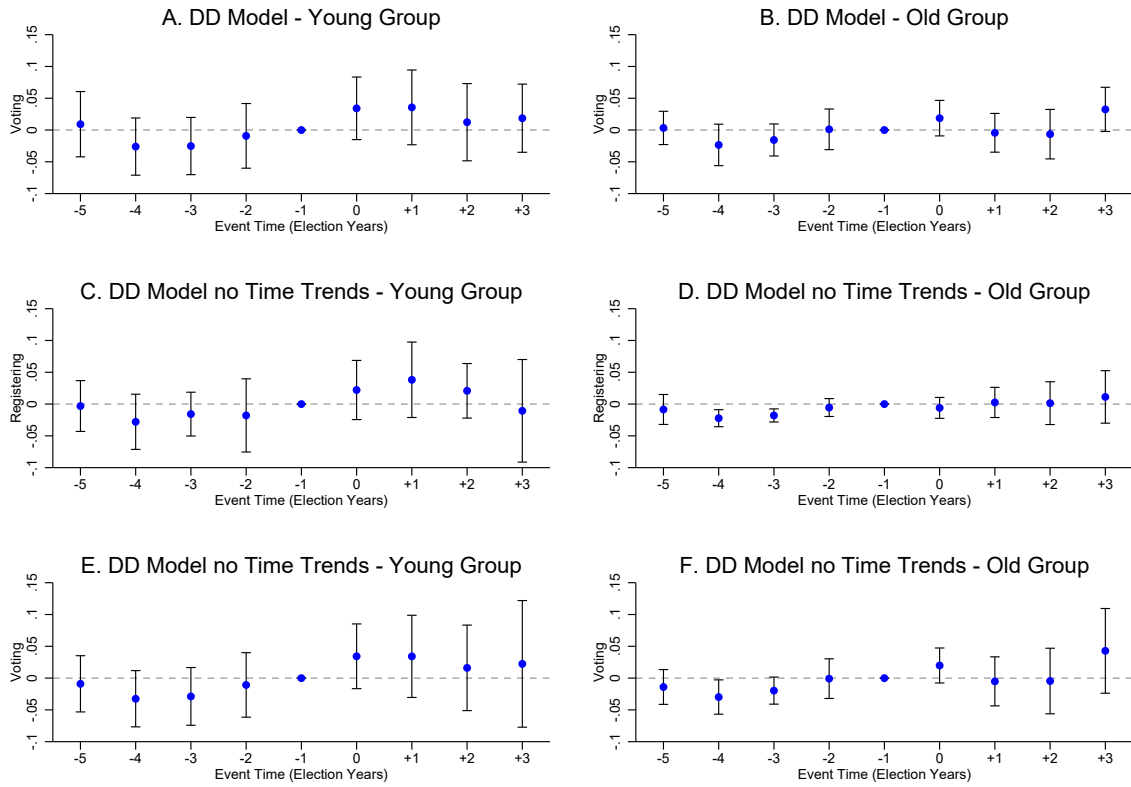 A. DD Model - Young Group
B. DD Model - Old Group
Voting
.15
.1
.05
0
-.05
-.1
-5 -4 -3 -2 -1 0 +1 +2 +3
Event Time (Election Years)
Voting
.15
.1
.05
0
-.05
-.1
-5 -4 -3 -2 -1 0 +1 +2 +3
Event Time (Election Years)
C. DD Model no Time Trends - Young Group
D. DD Model no Time Trends - Old Group
Registering
.15
.1
.05
0
-.05
-.1
-5 -4 -3 -2 -1 0 +1 +2 +3
Event Time (Election Years)
Registering
.15
.1
.05
0
-.05
-.1
-5 -4 -3 -2 -1 0 +1 +2 +3
Event Time (Election Years)
E. DD Model no Time Trends - Young Group
F. DD Model no Time Trends - Old Group
Voting
.15
.1
.05
0
-.05
-.1
-5 -4 -3 -2 -1 0 +1 +2 +3
Event Time (Election Years)
Voting
.15
.1
.05
0
-.05
-.1
-5 -4 -3 -2 -1 0 +1 +2 +3
Event Time (Election Years)